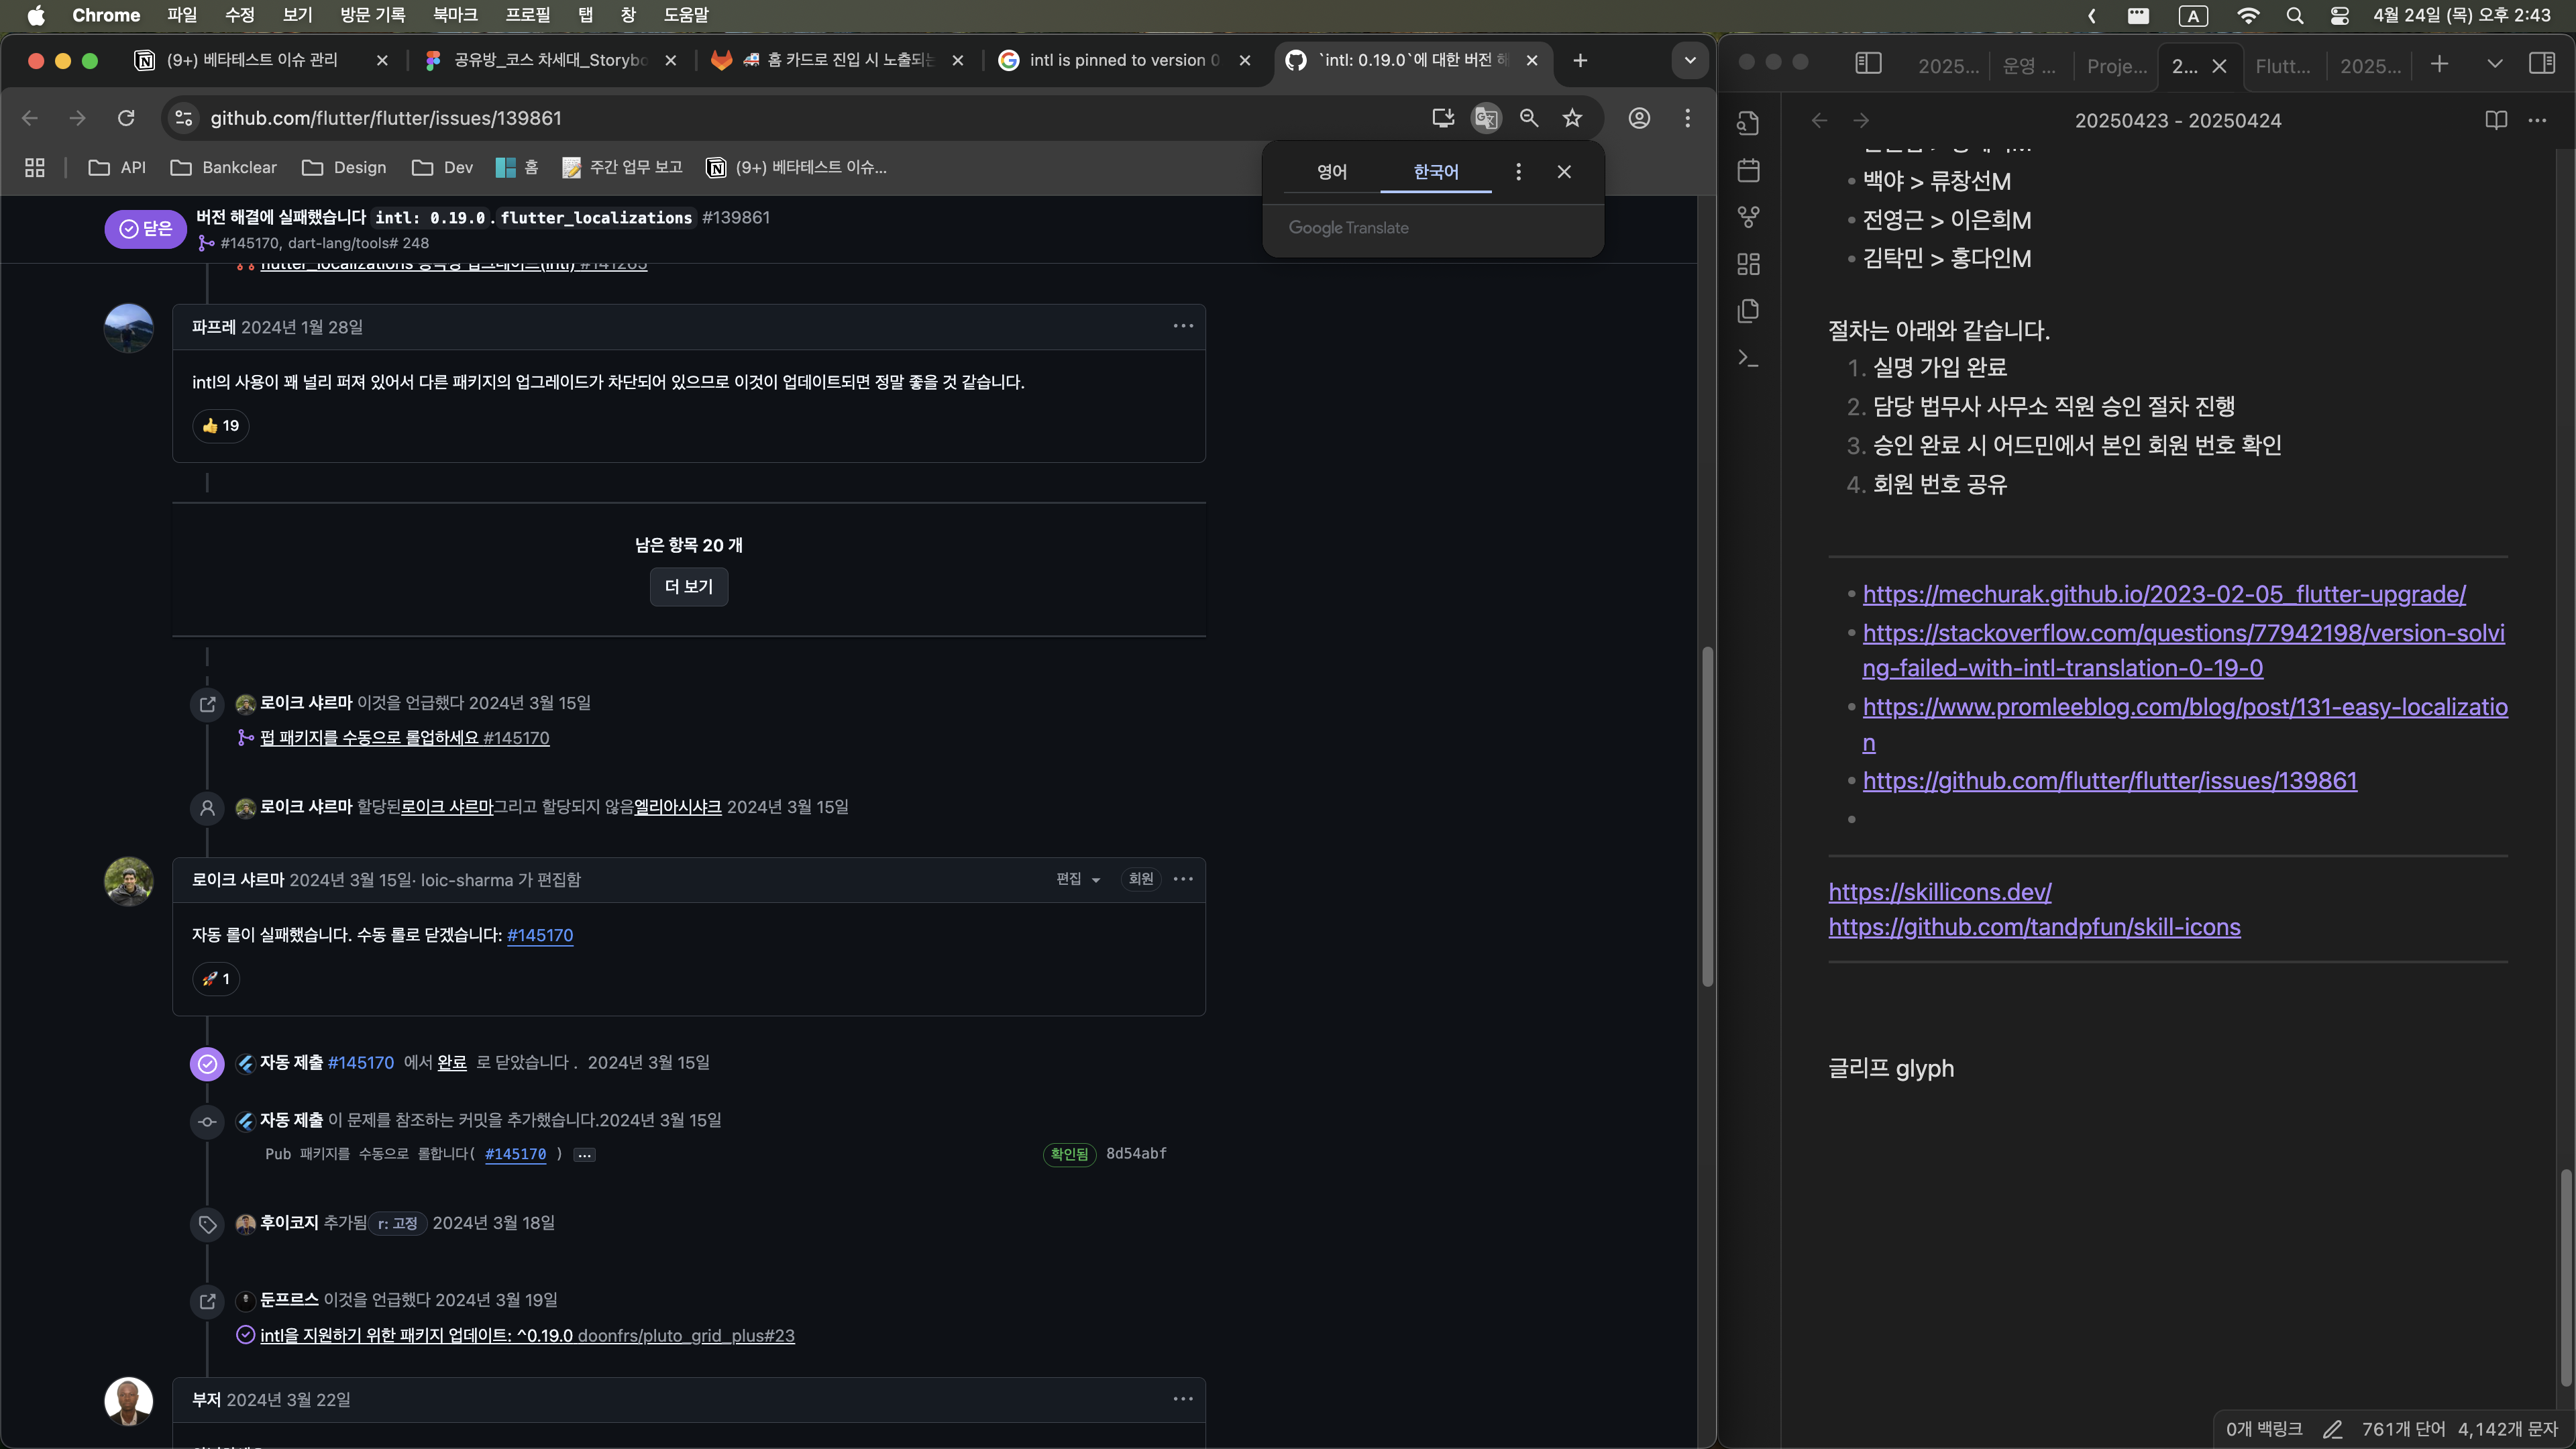 Chrome 파일 수정 보기 방문 기록 북마크 프로필 탭 창 도움말
A 4월 24일 (목) 오후 2:43
(9+) 베타테스트 이슈 관리
공유방_코스 차세대_Storybo
홈 카드로 진입 시 노출되는
intl is pinned to version 0
`intl: 0.19.0`에 대한 버전 해
github.com/flutter/flutter/issues/139861
API Bankclear Design Dev 홈 주간 업무 보고 (9+) 베타테스트 이슈...
영어 한국어
Google Translate
닫은
버전 해결에 실패했습니다 intl: 0.19.0.flutter_localizations #139861
#145170, dart-lang/tools# 248
파프레 2024년 1월 28일
intl의 사용이 꽤 널리 퍼져 있어서 다른 패키지의 업그레이드가 차단되어 있으므로 이것이 업데이트되면 정말 좋을 것 같습니다.
👍 19
남은 항목 20 개
더 보기
로이크 샤르마 이것을 언급했다 2024년 3월 15일
펍 패키지를 수동으로 롤업하세요 #145170
로이크 샤르마 할당된로이크 샤르마그리고 할당되지 않음엘리아시샤크 2024년 3월 15일
로이크 샤르마 2024년 3월 15일· loic-sharma 가 편집함 편집 회원
자동 롤이 실패했습니다. 수동 롤로 닫겠습니다: #145170
🚀 1
자동 제출 #145170 에서 완료 로 닫았습니다 . 2024년 3월 15일
자동 제출 이 문제를 참조하는 커밋을 추가했습니다.2024년 3월 15일
Pub 패키지를 수동으로 롤합니다( #145170 ) ... 확인됨 8d54abf
후이코지 추가됨 r: 고정 2024년 3월 18일
둔프르스 이것을 언급했다 2024년 3월 19일
intl을 지원하기 위한 패키지 업데이트: ^0.19.0 doonfrs/pluto_grid_plus#23
부저 2024년 3월 22일
2025... 운영 ... Proje... 2... Flutt... 2025...
20250423 - 20250424
백야 > 류창선M
전영근 > 이은희M
김탁민 > 홍다인M
절차는 아래와 같습니다.
1. 실명 가입 완료
2. 담당 법무사 사무소 직원 승인 절차 진행
3. 승인 완료 시 어드민에서 본인 회원 번호 확인
4. 회원 번호 공유
https://mechurak.github.io/2023-02-05_flutter-upgrade/
https://stackoverflow.com/questions/77942198/version-solvi
ng-failed-with-intl-translation-0-19-0
https://www.promleeblog.com/blog/post/131-easy-localizatio
n
https://github.com/flutter/flutter/issues/139861
https://skillicons.dev/
https://github.com/tandpfun/skill-icons
글리프 glyph
0개 백링크 761개 단어 4,142개 문자